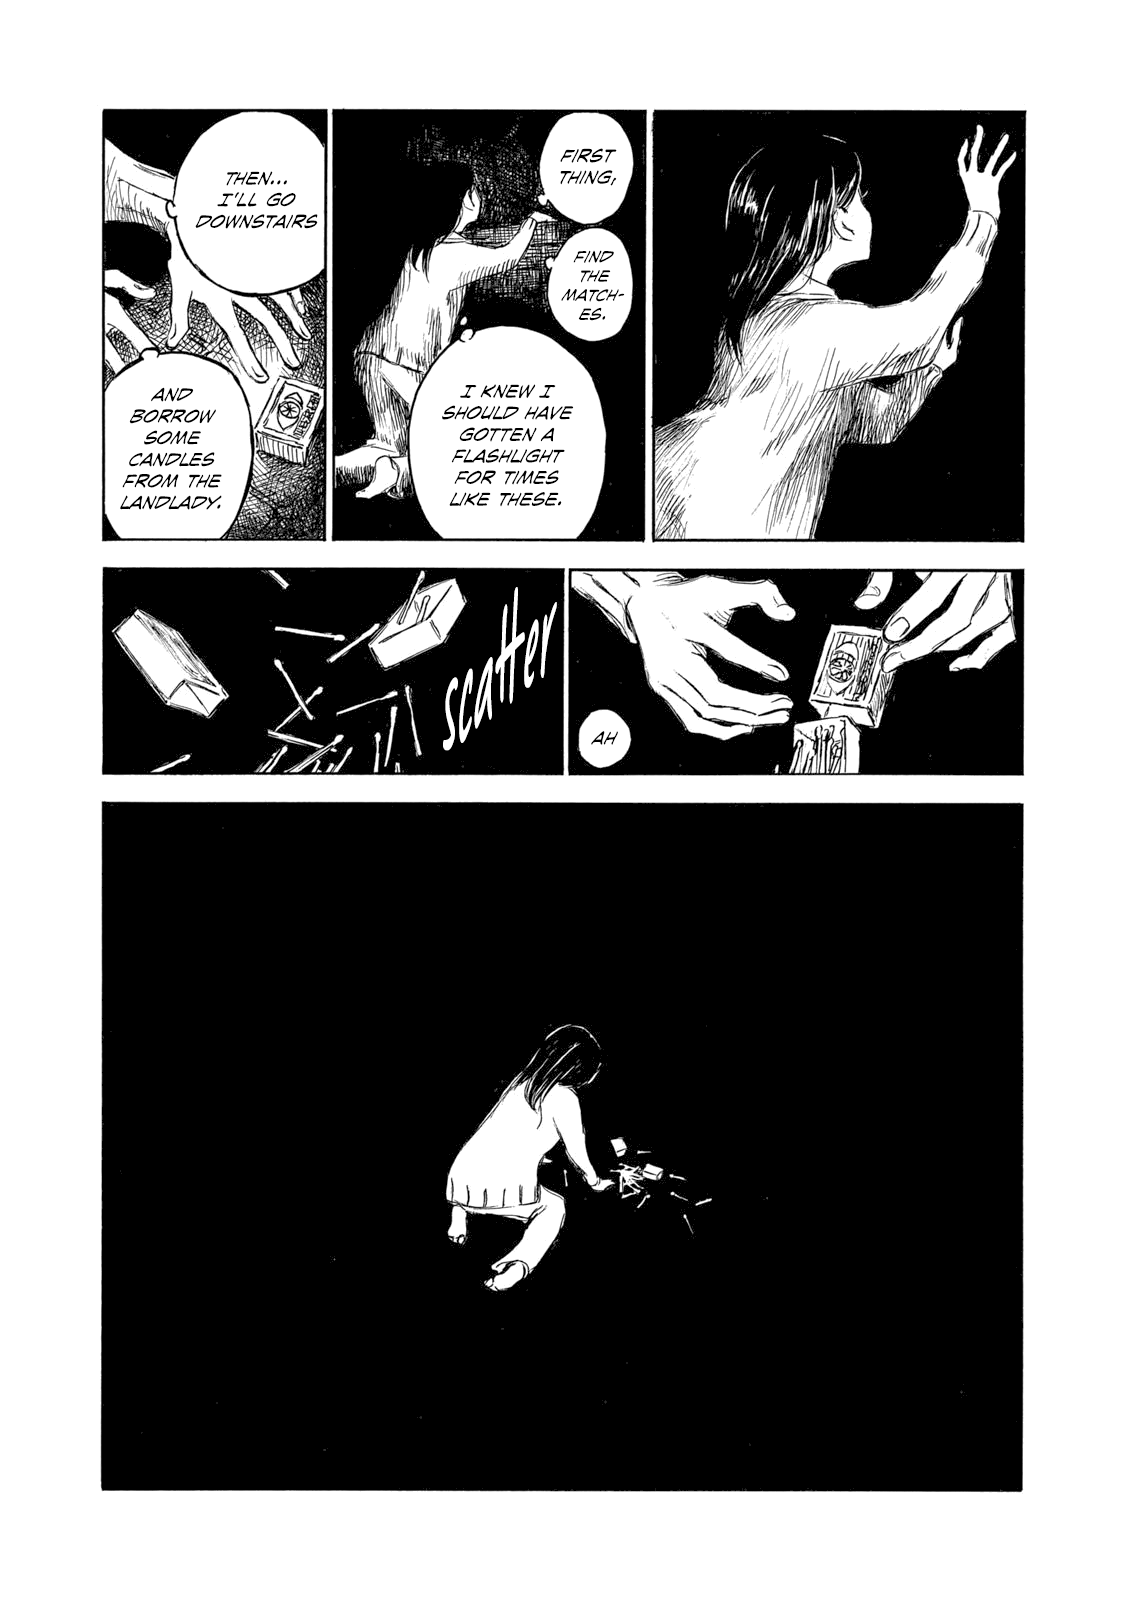 FIRST
THING,
FIND
THE
MATCH-
ES.
I KNEW I
SHOULD HAVE
GOTTEN A
FLASHLIGHT
FOR TIMES
LIKE THESE.
THEN...
I'LL GO
DOWNSTAIRS
AND
BORROW
SOME
CANDLES
FROM THE
LANDLADY.
AH
scatter